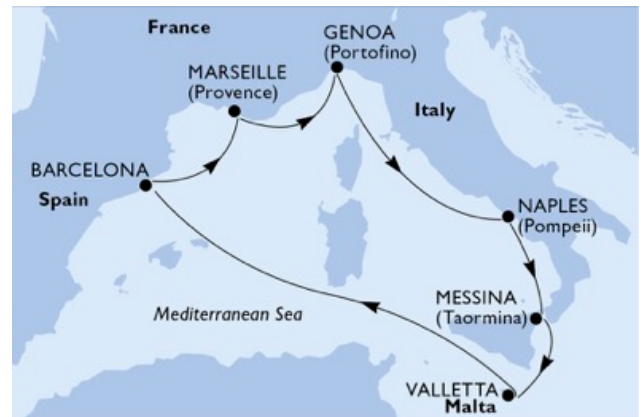 France
GENOA
(Portofino)
MARSEILLE
(Provence)
Italy
BARCELONA
Spain
NAPLES
(Pompeii)
MESSINA
(Taormina)
Mediterranean Sea
VALLETTA
Malta